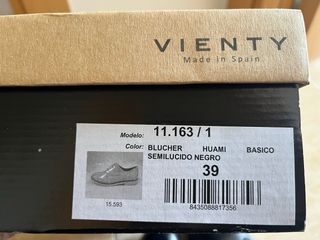 VIENTY
Made in Spain
Modelo: 11.163 / 1
Color: BLUCHER HUAMI BASICO
SEMILUCIDO NEGRO
39
15.593
8435088817356